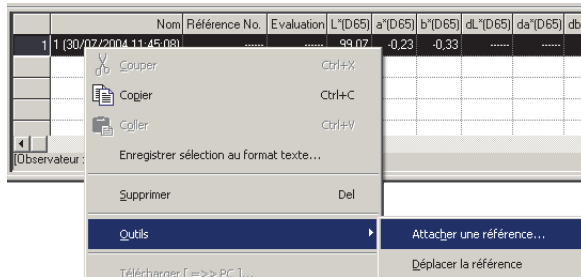 Nom Référence No. Evaluation L*(D65) a*(D65) b*(D65) dL*(D65) da*(D65) db
1 1 (30/07/2004 11:45:08) ------ ------ 99,07 -0,23 -0,33 ------ ------
Couper Ctrl+X
Copier Ctrl+C
Coller Ctrl+V
[Observateur :
Enregistrer sélection au format texte...
Supprimer Del
Outils Attacher une référence...
Déplacer la référence
Télécharger [ =>> PC ]...